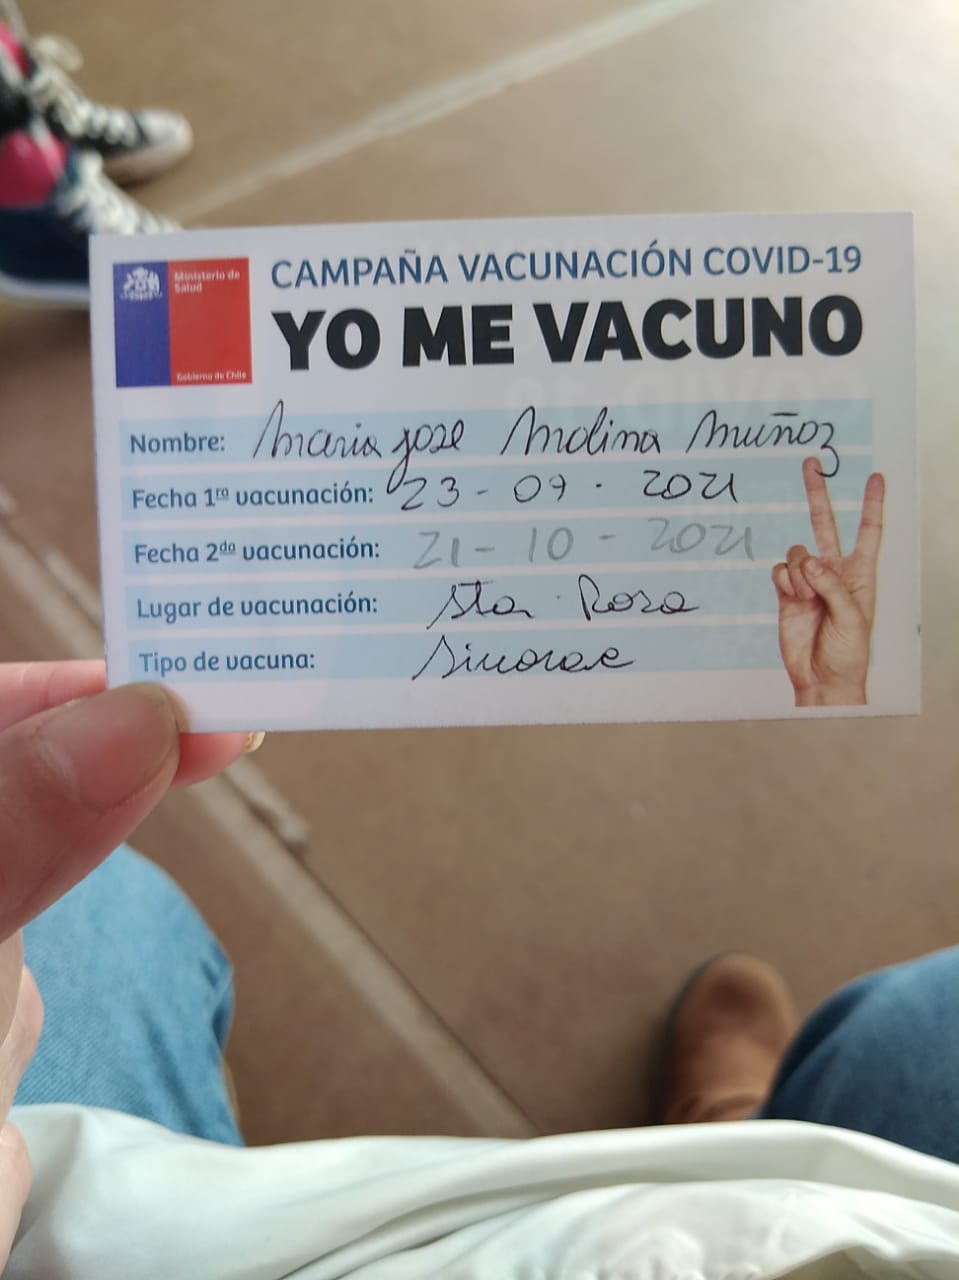 Ministerio de
Salud
Gobierno de Chile
CAMPAÑA VACUNACIÓN COVID-19
YO ME VACUNO
Nombre: Maria jose Molina Muñoz
Fecha 1ra vacunación: 23 - 09 - 2021
Fecha 2da vacunación: 21 - 10 - 2021
Lugar de vacunación: Sta. Rosa
Tipo de vacuna: Sinovac